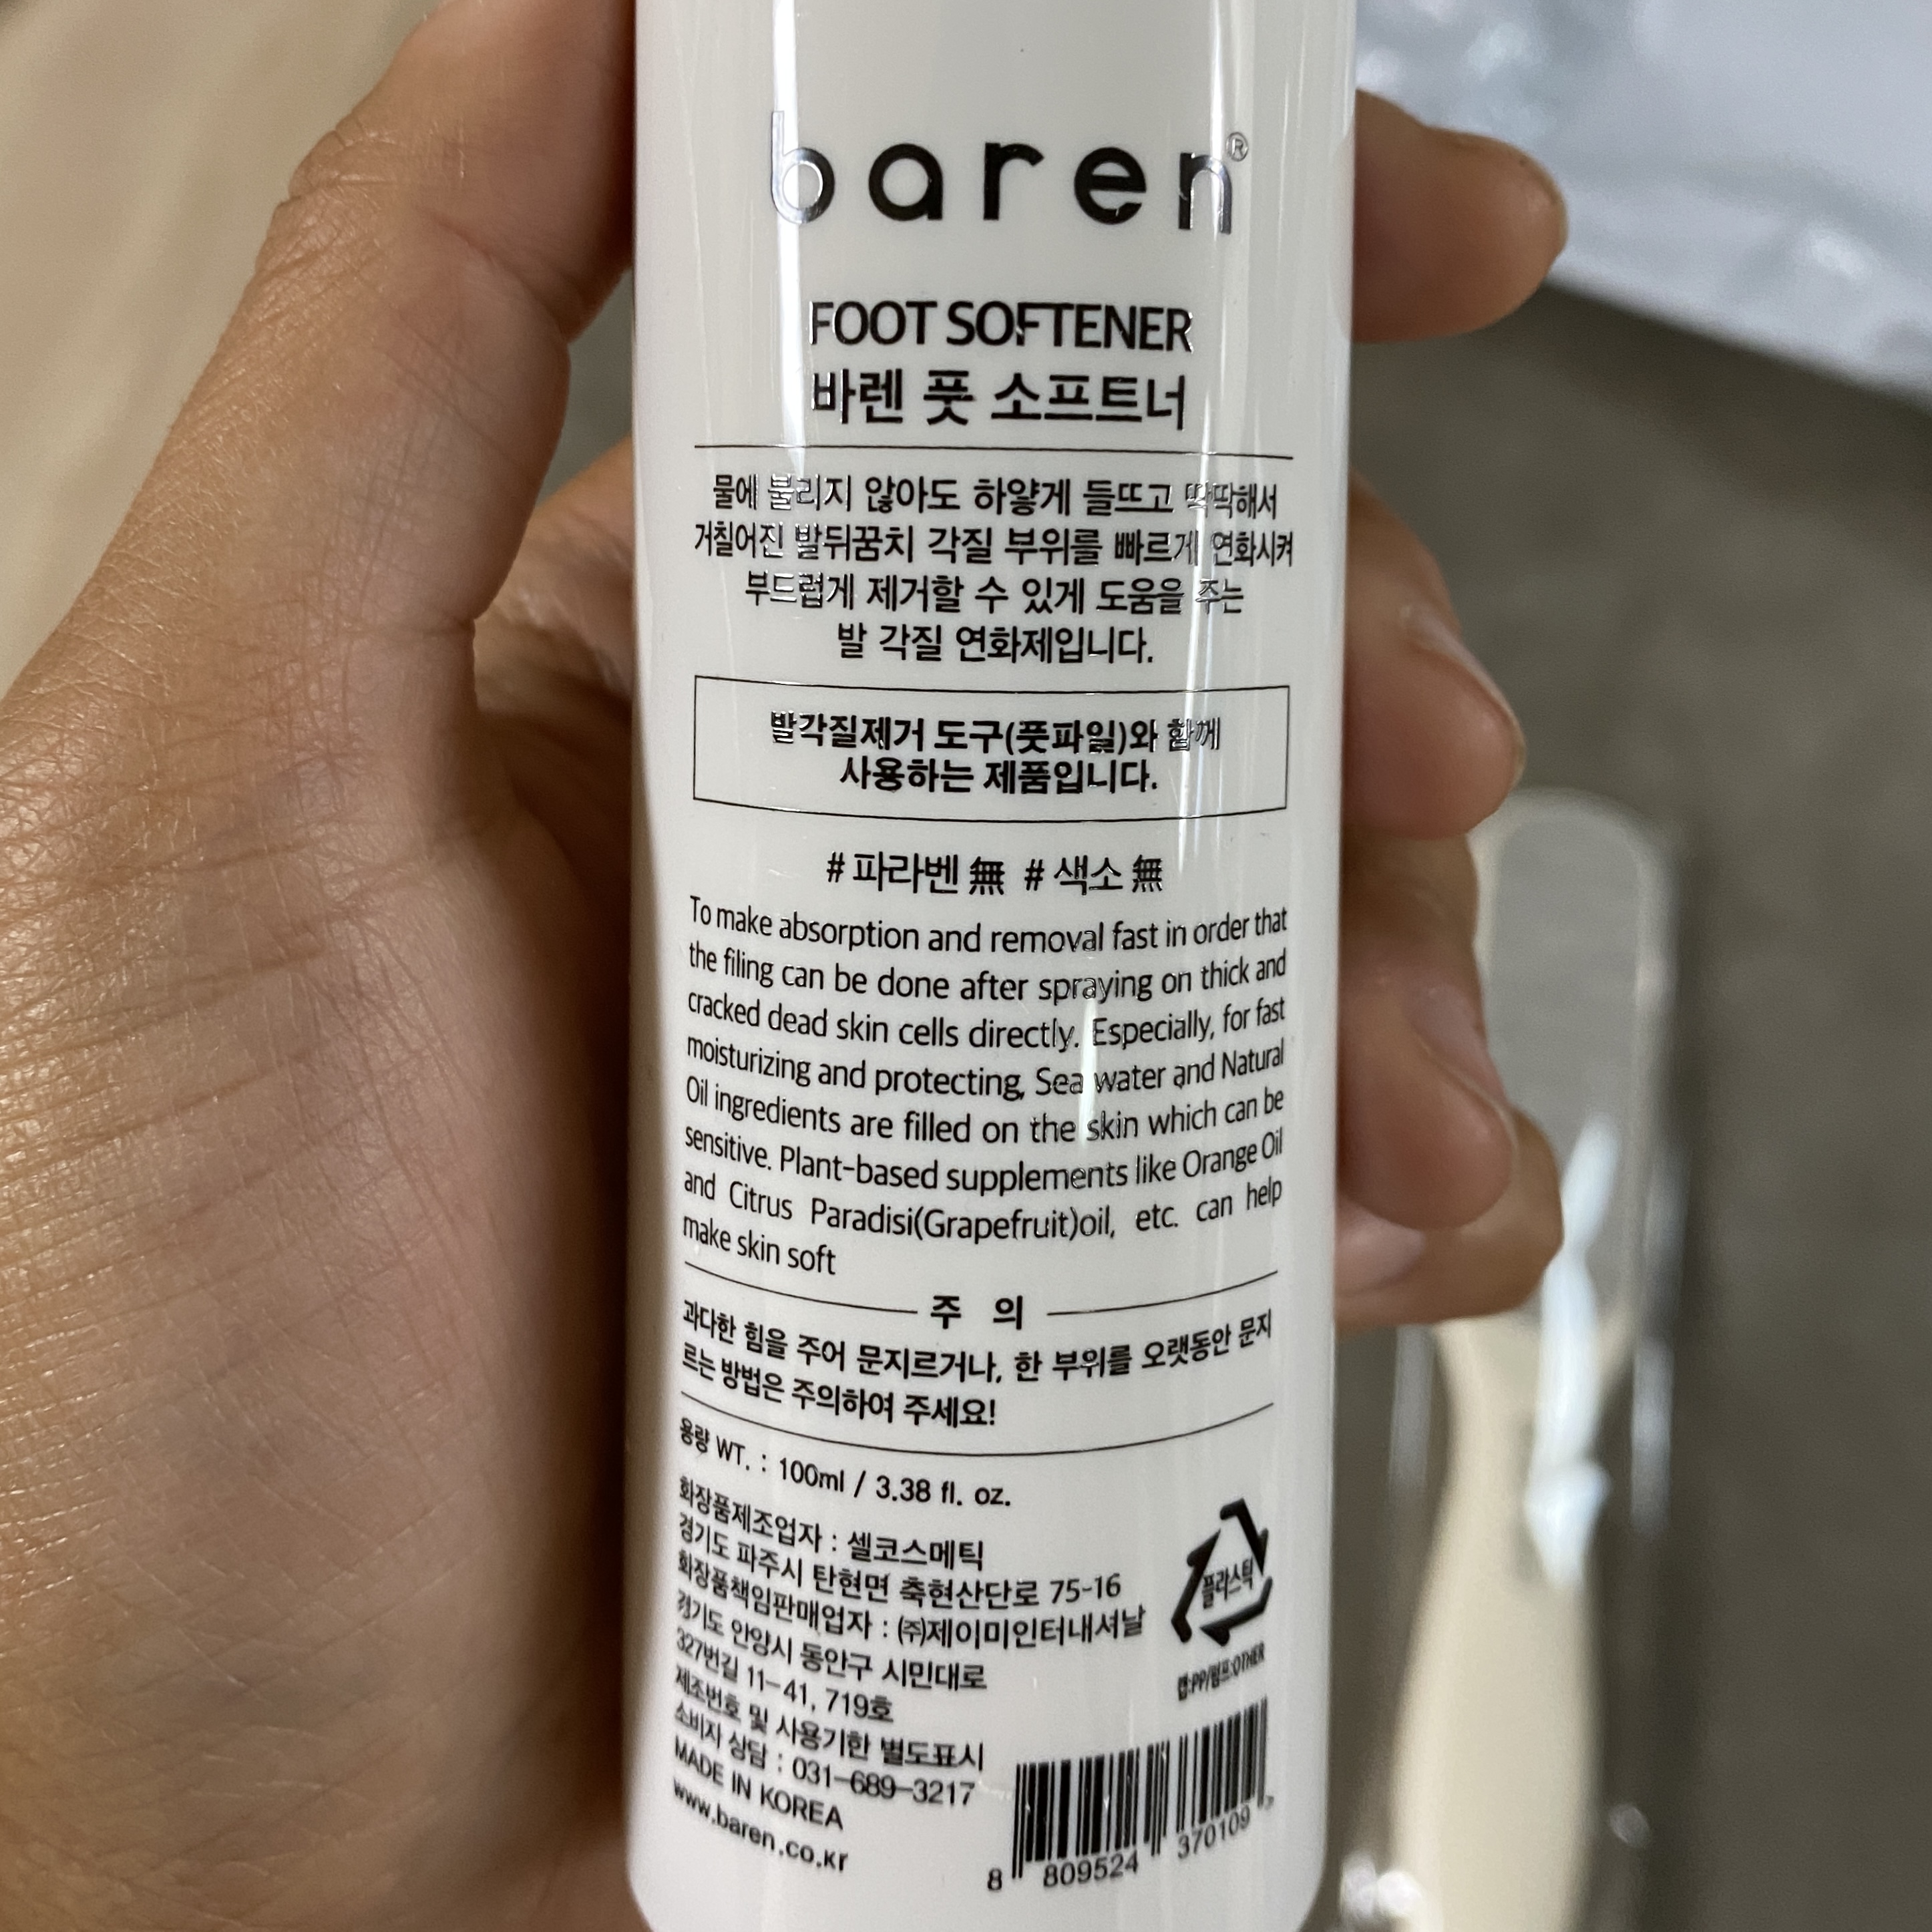 baren®
FOOT SOFTENER
바렌 풋 소프트너
물에 불리지 않아도 하얗게 들뜨고 딱딱해서
거칠어진 발뒤꿈치 각질 부위를 빠르게 연화시켜
부드럽게 제거할 수 있게 도움을 주는
발 각질 연화제입니다.
발각질제거 도구(풋파일)와 함께
사용하는 제품입니다.
# 파라벤 無 # 색소 無
To make absorption and removal fast in order that
the filing can be done after spraying on thick and
cracked dead skin cells directly. Especially, for fast
moisturizing and protecting, Sea water and Natural
Oil ingredients are filled on the skin which can be
sensitive. Plant-based supplements like Orange Oil
and Citrus Paradisi(Grapefruit)oil, etc. can help
make skin soft
주 의
과다한 힘을 주어 문지르거나, 한 부위를 오랫동안 문지
르는 방법은 주의하여 주세요!
용량 WT. : 100ml / 3.38 fl. oz.
화장품제조업자 : 셀코스메틱
경기도 파주시 탄현면 축현산단로 75-16
화장품책임판매업자 : ㈜제이미인터내셔날
경기도 안양시 동안구 시민대로
327번길 11-41, 719호
제조번호 및 사용기한 별도표시
소비자 상담 : 031-689-3217
MADE IN KOREA
www.baren.co.kr
플라스틱
캡:PP/펌프:OTHER
8 809524 370109 >